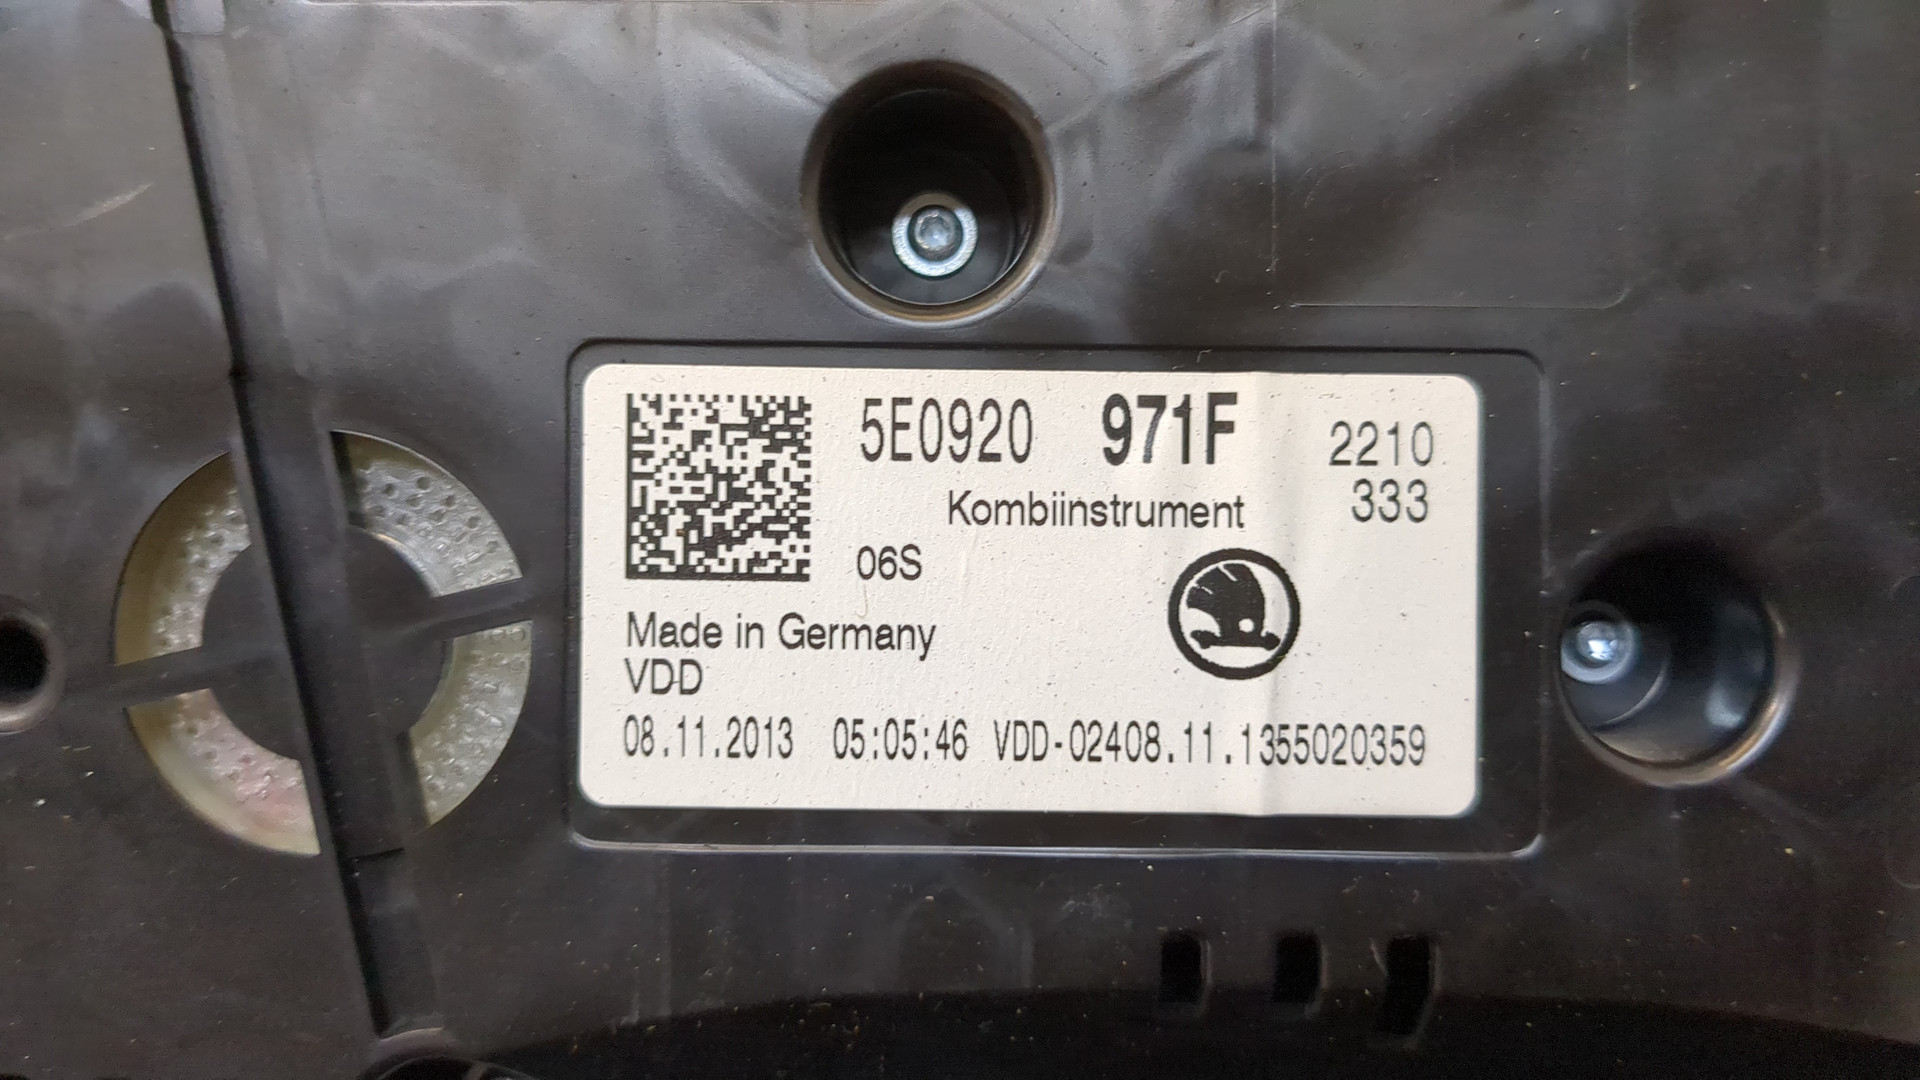 5E0920 971F 2210
333
Kombiinstrument
06S
Made in Germany
VDD
08.11.2013 05:05:46 VDD-02408.11.1355020359